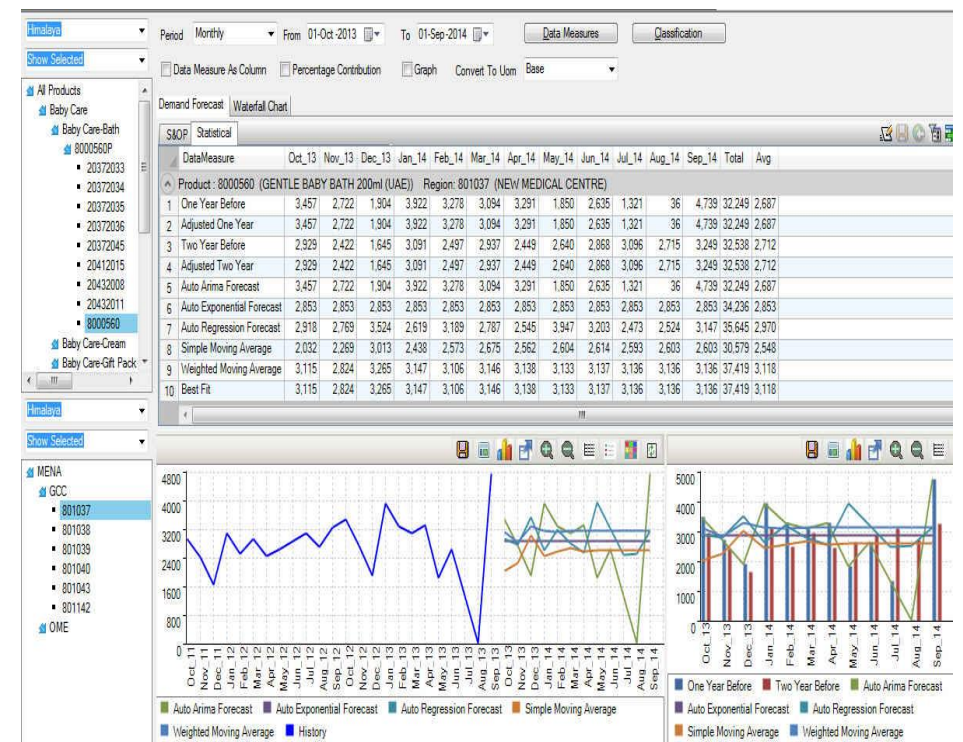 Himalaya
Period Monthly From 01-Oct -2013 To 01-Sep-2014 Data Measures Classification
Show Selected
Data Measure As Column Percentage Contribution Graph Convert To Uom Base
All Products
Baby Care
Baby Care-Bath
8000560P
20372033
20372034
20372035
20372036
20372045
20412015
20432008
20432011
8000560
Baby Care-Cream
Baby Care-Gift Pack
Demand Forecast Waterfall Chart
S&OP Statistical
DataMeasure Oct_13 Nov_13 Dec_13 Jan_14 Feb_14 Mar_14 Apr_14 May_14 Jun_14 Jul_14 Aug_14 Sep_14 Total Avg
Product : 8000560 (GENTLE BABY BATH 200ml (UAE)) Region: 801037 (NEW MEDICAL CENTRE)
1 One Year Before 3,457 2,722 1,904 3,922 3,278 3,094 3,291 1,850 2,635 1,321 36 4,739 32,249 2,687
2 Adjusted One Year 3,457 2,722 1,904 3,922 3,278 3,094 3,291 1,850 2,635 1,321 36 4,739 32,249 2,687
3 Two Year Before 2,929 2,422 1,645 3,091 2,497 2,937 2,449 2,640 2,868 3,096 2,715 3,249 32,538 2,712
4 Adjusted Two Year 2,929 2,422 1,645 3,091 2,497 2,937 2,449 2,640 2,868 3,096 2,715 3,249 32,538 2,712
5 Auto Arima Forecast 3,457 2,722 1,904 3,922 3,278 3,094 3,291 1,850 2,635 1,321 36 4,739 32,249 2,687
6 Auto Exponential Forecast 2,853 2,853 2,853 2,853 2,853 2,853 2,853 2,853 2,853 2,853 2,853 2,853 34,236 2,853
7 Auto Regression Forecast 2,918 2,769 3,524 2,619 3,189 2,787 2,545 3,947 3,203 2,473 2,524 3,147 35,645 2,970
8 Simple Moving Average 2,032 2,269 3,013 2,438 2,573 2,675 2,562 2,604 2,614 2,593 2,603 2,603 30,579 2,548
9 Weighted Moving Average 3,115 2,824 3,265 3,147 3,106 3,146 3,138 3,133 3,137 3,136 3,136 3,136 37,419 3,118
10 Best Fit 3,115 2,824 3,265 3,147 3,106 3,146 3,138 3,133 3,137 3,136 3,136 3,136 37,419 3,118
Himalaya
Show Selected
MENA
GCC
801037
801038
801039
801040
801043
801142
OME
4800
4000
3200
2400
1600
800
0
Oct_11 Nov_11 Dec_11 Jan_12 Feb_12 Mar_12 Apr_12 May_12 Jun_12 Jul_12 Aug_12 Sep_12 Oct_12 Nov_12 Dec_12 Jan_13 Feb_13 Mar_13 Apr_13 May_13 Jun_13 Jul_13 Aug_13 Sep_13 Oct_13 Nov_13 Dec_13 Jan_14 Feb_14 Mar_14 Apr_14 May_14 Jun_14 Jul_14 Aug_14 Sep_14
Auto Arima Forecast Auto Exponential Forecast Auto Regression Forecast Simple Moving Average
Weighted Moving Average History
5000
4000
3000
2000
1000
0
Oct_13 Nov_13 Dec_13 Jan_14 Feb_14 Mar_14 Apr_14 May_14 Jun_14 Jul_14 Aug_14 Sep_14
One Year Before Two Year Before Auto Arima Forecast
Auto Exponential Forecast Auto Regression Forecast
Simple Moving Average Weighted Moving Average